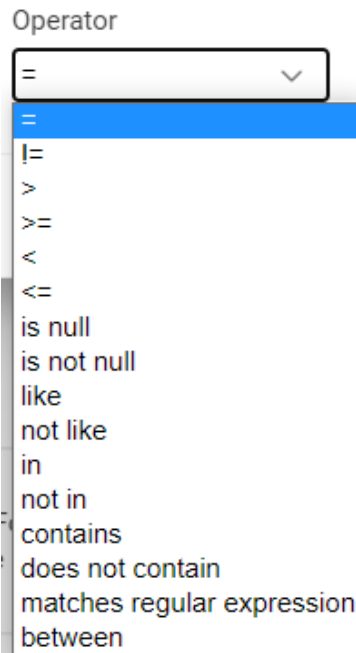 Operator
=
=
!=
>
>=
<
<=
is null
is not null
like
not like
in
not in
contains
does not contain
matches regular expression
between